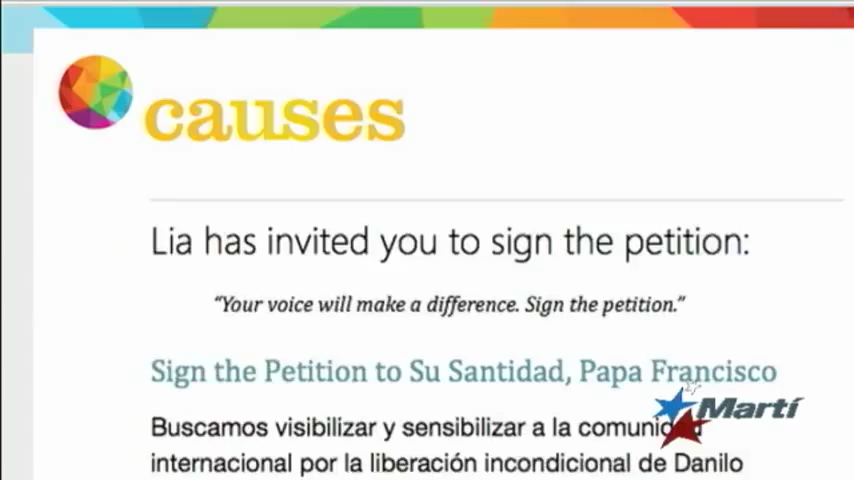 causes
Lia has invited you to sign the petition:
“Your voice will make a difference. Sign the petition.”
Sign the Petition to Su Santidad, Papa Francisco
Martí
Buscamos visibilizar y sensibilizar a la comunidad
internacional por la liberación incondicional de Danilo